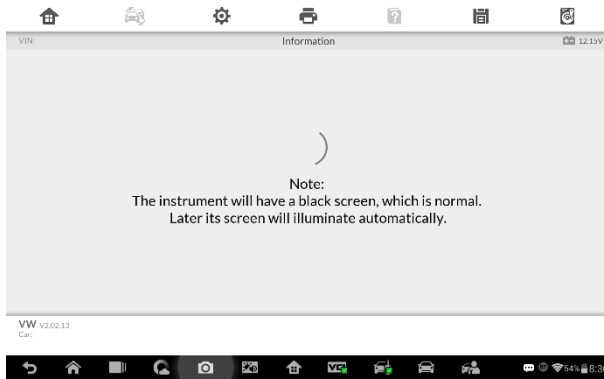 VIN:
Information
12.15V
Note:
The instrument will have a black screen, which is normal.
Later its screen will illuminate automatically.
VW V2.02.13
Car:
54%